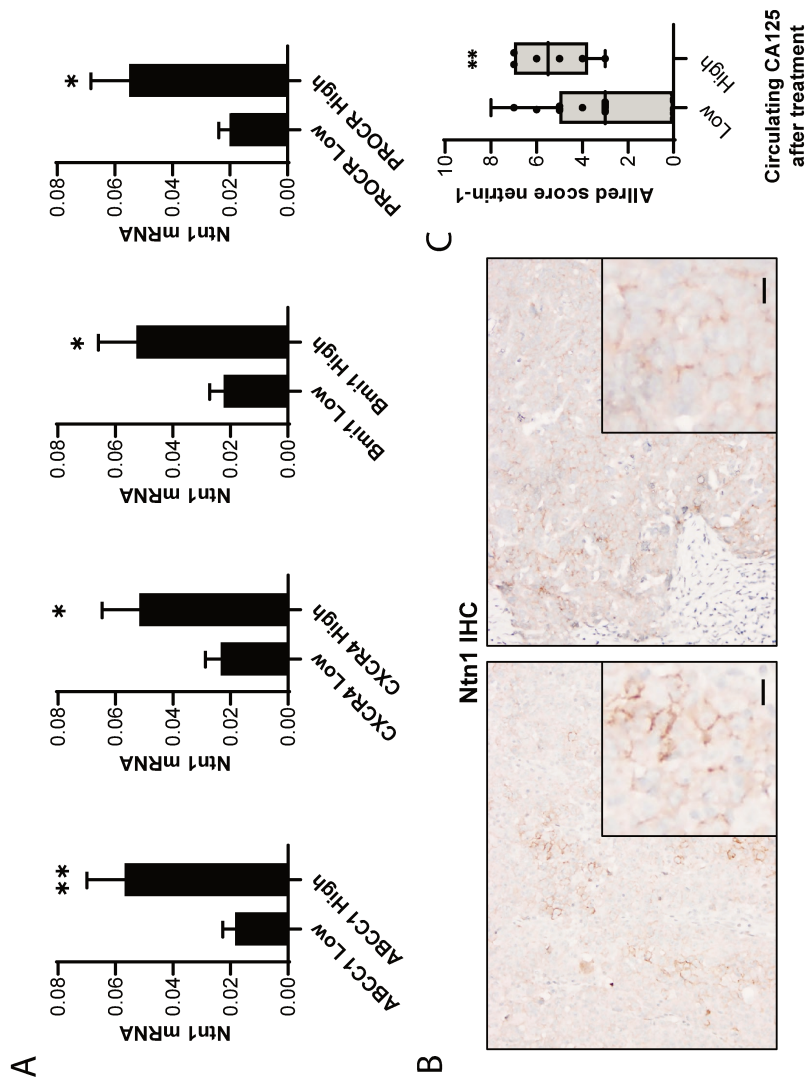 A
Ntn1 mRNA
0.08
0.06
0.04
0.02
0.00
**
ABCC1 Low
ABCC1 High
Ntn1 mRNA
0.08
0.06
0.04
0.02
0.00
*
CXCR4 Low
CXCR4 High
Ntn1 mRNA
0.08
0.06
0.04
0.02
0.00
*
Bmi1 Low
Bmi1 High
Ntn1 mRNA
0.08
0.06
0.04
0.02
0.00
*
PROCR Low
PROCR High
B
Ntn1 IHC
C
Allred score netrin-1
10
8
6
4
2
0
**
Low
High
Circulating CA125
after treatment